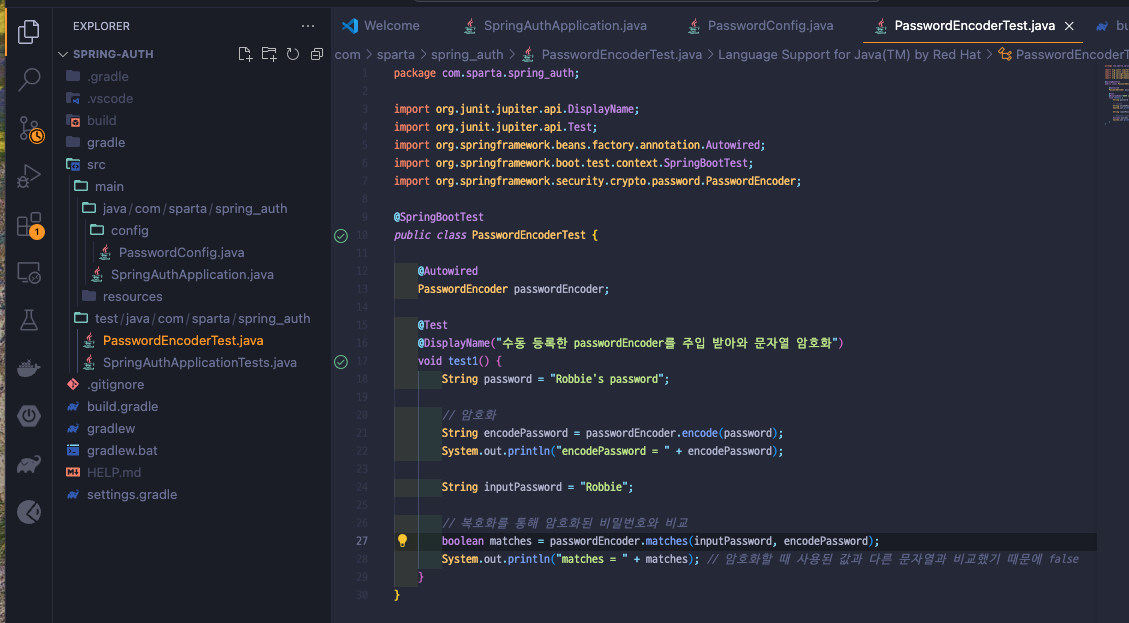 EXPLORER
SPRING-AUTH
.gradle
.vscode
build
gradle
src
main
java/com/sparta/spring_auth
config
PasswordConfig.java
SpringAuthApplication.java
resources
test/java/com/sparta/spring_auth
PasswordEncoderTest.java
SpringAuthApplicationTests.java
.gitignore
build.gradle
gradlew
gradlew.bat
HELP.md
settings.gradle
1
Welcome
SpringAuthApplication.java
PasswordConfig.java
PasswordEncoderTest.java
bu
com > sparta > spring_auth > PasswordEncoderTest.java > Language Support for Java(TM) by Red Hat > PasswordEncoderT
1 package com.sparta.spring_auth;
2
3 import org.junit.jupiter.api.DisplayName;
4 import org.junit.jupiter.api.Test;
5 import org.springframework.beans.factory.annotation.Autowired;
6 import org.springframework.boot.test.context.SpringBootTest;
7 import org.springframework.security.crypto.password.PasswordEncoder;
8
9 @SpringBootTest
10 public class PasswordEncoderTest {
11
12 @Autowired
13 PasswordEncoder passwordEncoder;
14
15 @Test
16 @DisplayName("수동 등록한 passwordEncoder를 주입 받아와 문자열 암호화")
17 void test1() {
18 String password = "Robbie's password";
19
20 // 암호화
21 String encodePassword = passwordEncoder.encode(password);
22 System.out.println("encodePassword = " + encodePassword);
23
24 String inputPassword = "Robbie";
25
26 // 복호화를 통해 암호화된 비밀번호와 비교
27 boolean matches = passwordEncoder.matches(inputPassword, encodePassword);
28 System.out.println("matches = " + matches); // 암호화할 때 사용된 값과 다른 문자열과 비교했기 때문에 false
29 }
30 }